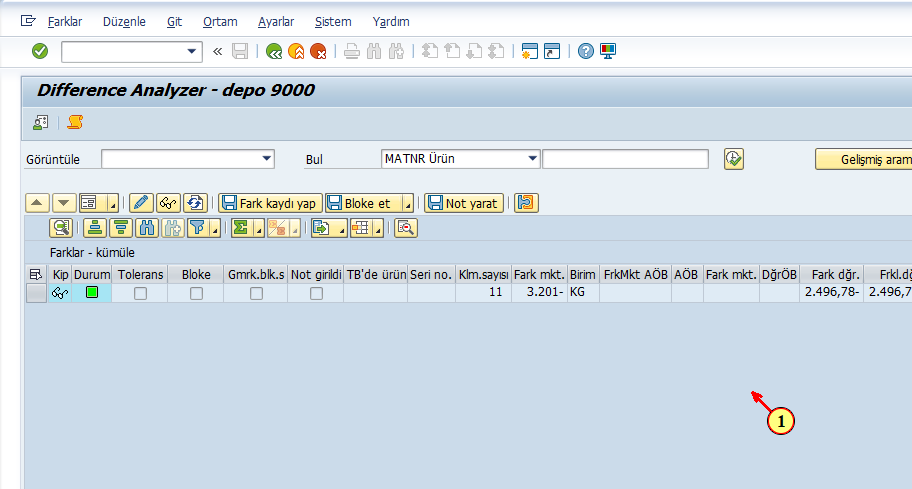 Farklar Düzenle Git Ortam Ayarlar Sistem Yardım
Difference Analyzer - depo 9000
Görüntüle Bul MATNR Ürün Gelişmiş aram
Fark kaydı yap Bloke et Not yarat
Farklar - kümüle
Kip Durum Tolerans Bloke Gmrk.blk.s Not girildi TB'de ürün Seri no. Klm.sayısı Fark mkt. Birim FrkMkt AÖB AÖB Fark mkt. DğrÖB Fark dğr. Frkl.dğ
11 3.201- KG 2.496,78- 2.496,7
1